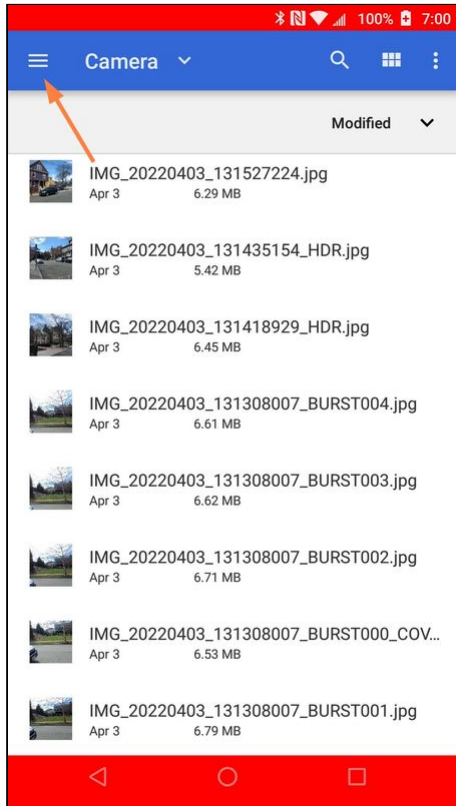 100% 7:00
Camera
Modified
IMG_20220403_131527224.jpg
Apr 3 6.29 MB
IMG_20220403_131435154_HDR.jpg
Apr 3 5.42 MB
IMG_20220403_131418929_HDR.jpg
Apr 3 6.45 MB
IMG_20220403_131308007_BURST004.jpg
Apr 3 6.61 MB
IMG_20220403_131308007_BURST003.jpg
Apr 3 6.62 MB
IMG_20220403_131308007_BURST002.jpg
Apr 3 6.71 MB
IMG_20220403_131308007_BURST000_COV...
Apr 3 6.53 MB
IMG_20220403_131308007_BURST001.jpg
Apr 3 6.79 MB